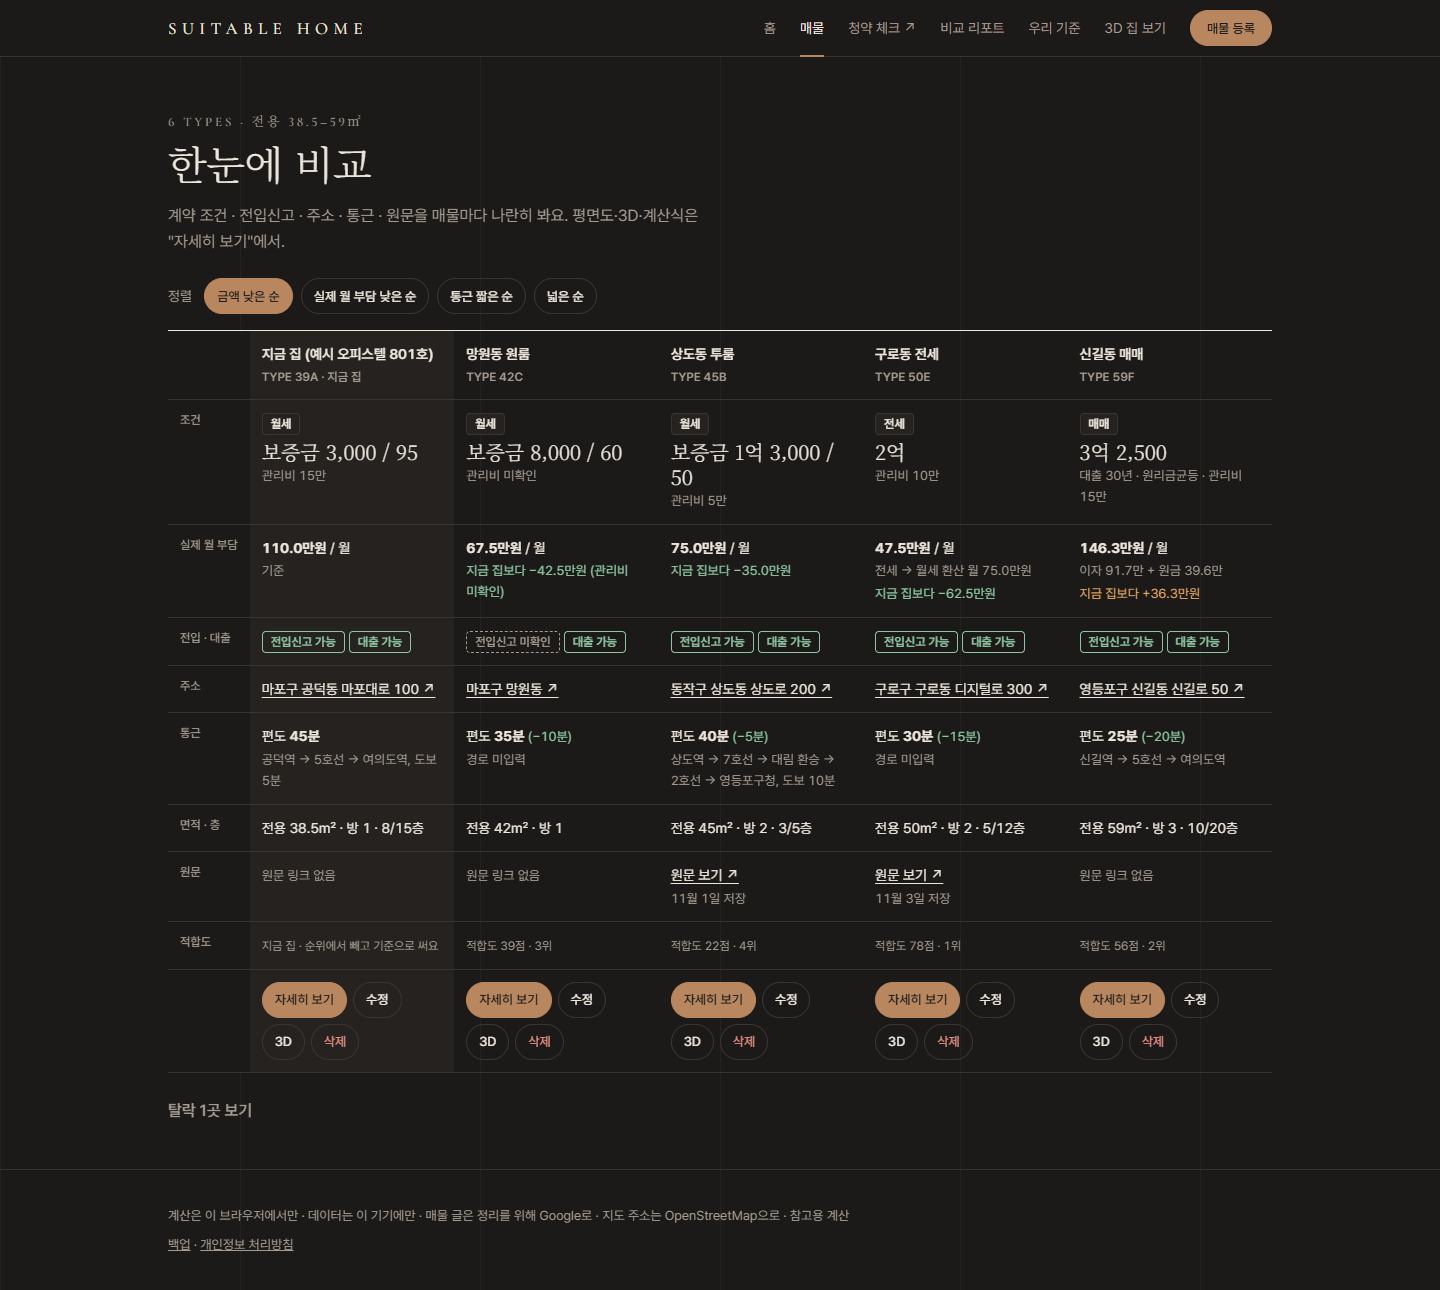 SUITABLE HOME
홈 매물 청약 체크 ↗ 비교 리포트 우리 기준 3D 집 보기 매물 등록
6 TYPES · 전용 38.5–59㎡
한눈에 비교
계약 조건 · 전입신고 · 주소 · 통근 · 원문을 매물마다 나란히 봐요. 평면도·3D·계산식은
"자세히 보기"에서.
정렬 금액 낮은 순 실제 월 부담 낮은 순 통근 짧은 순 넓은 순
지금 집 (예시 오피스텔 801호) 망원동 원룸 상도동 투룸 구로동 전세 신길동 매매
TYPE 39A · 지금 집 TYPE 42C TYPE 45B TYPE 50E TYPE 59F
조건 월세 월세 월세 전세 매매
보증금 3,000 / 95 보증금 8,000 / 60 보증금 1억 3,000 / 2억 3억 2,500
50
관리비 15만 관리비 미확인 관리비 5만 관리비 10만 대출 30년 · 원리금균등 · 관리비
15만
실제 월 부담 110.0만원 / 월 67.5만원 / 월 75.0만원 / 월 47.5만원 / 월 146.3만원 / 월
기준 지금 집보다 −42.5만원 (관리비 지금 집보다 −35.0만원 전세 → 월세 환산 월 75.0만원 이자 91.7만 + 원금 39.6만
미확인) 지금 집보다 −62.5만원 지금 집보다 +36.3만원
전입 · 대출 전입신고 가능 대출 가능 전입신고 미확인 대출 가능 전입신고 가능 대출 가능 전입신고 가능 대출 가능 전입신고 가능 대출 가능
주소 마포구 공덕동 마포대로 100 ↗ 마포구 망원동 ↗ 동작구 상도동 상도로 200 ↗ 구로구 구로동 디지털로 300 ↗ 영등포구 신길동 신길로 50 ↗
통근 편도 45분 편도 35분 (−10분) 편도 40분 (−5분) 편도 30분 (−15분) 편도 25분 (−20분)
공덕역 → 5호선 → 여의도역, 도보 경로 미입력 상도역 → 7호선 → 대림 환승 → 경로 미입력 신길역 → 5호선 → 여의도역
5분 2호선 → 영등포구청, 도보 10분
면적 · 층 전용 38.5m² · 방 1 · 8/15층 전용 42m² · 방 1 전용 45m² · 방 2 · 3/5층 전용 50m² · 방 2 · 5/12층 전용 59m² · 방 3 · 10/20층
원문 원문 링크 없음 원문 링크 없음 원문 보기 ↗ 원문 보기 ↗ 원문 링크 없음
11월 1일 저장 11월 3일 저장
적합도 지금 집 · 순위에서 빼고 기준으로 써요 적합도 39점 · 3위 적합도 22점 · 4위 적합도 78점 · 1위 적합도 56점 · 2위
자세히 보기 수정 자세히 보기 수정 자세히 보기 수정 자세히 보기 수정 자세히 보기 수정
3D 삭제 3D 삭제 3D 삭제 3D 삭제 3D 삭제
탈락 1곳 보기
계산은 이 브라우저에서만 · 데이터는 이 기기에만 · 매물 글은 정리를 위해 Google로 · 지도 주소는 OpenStreetMap으로 · 참고용 계산
백업 · 개인정보 처리방침